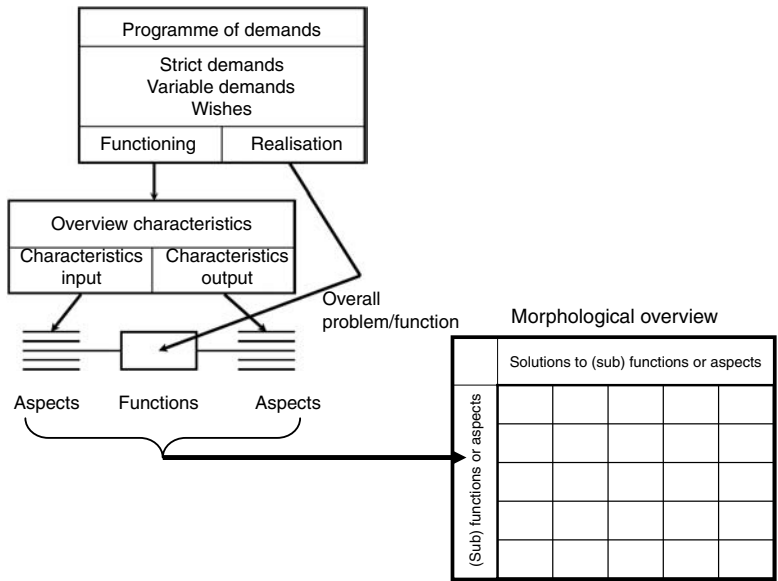 Programme of demands
Strict demands
Variable demands
Wishes
Functioning
Realisation
Overview characteristics
Characteristics
input
Characteristics
output
Overall
problem/function
Aspects
Functions
Aspects
Morphological overview
Solutions to (sub) functions or aspects
(Sub) functions or aspects